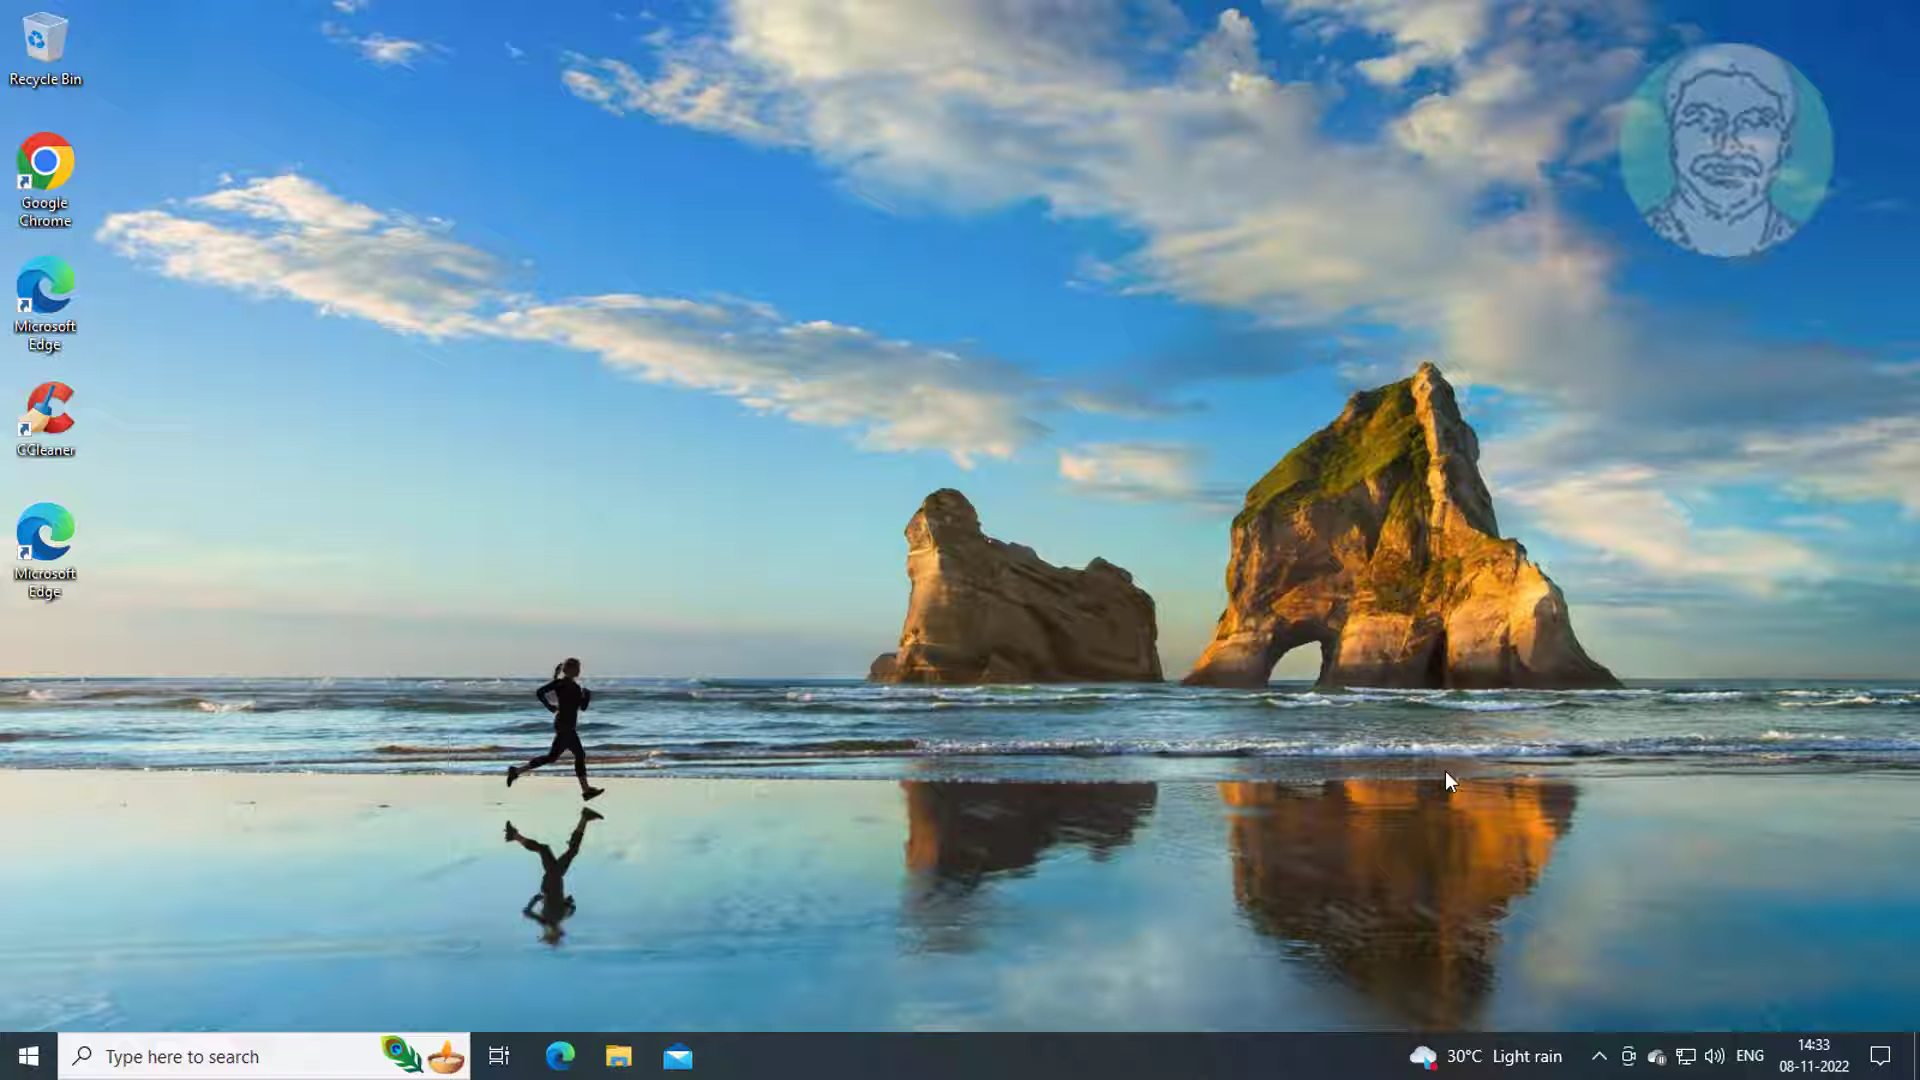 Recycle Bin
Google
Chrome
Microsoft
Edge
CCleaner
Microsoft
Edge
Type here to search
30°C Light rain
ENG
14:33
08-11-2022